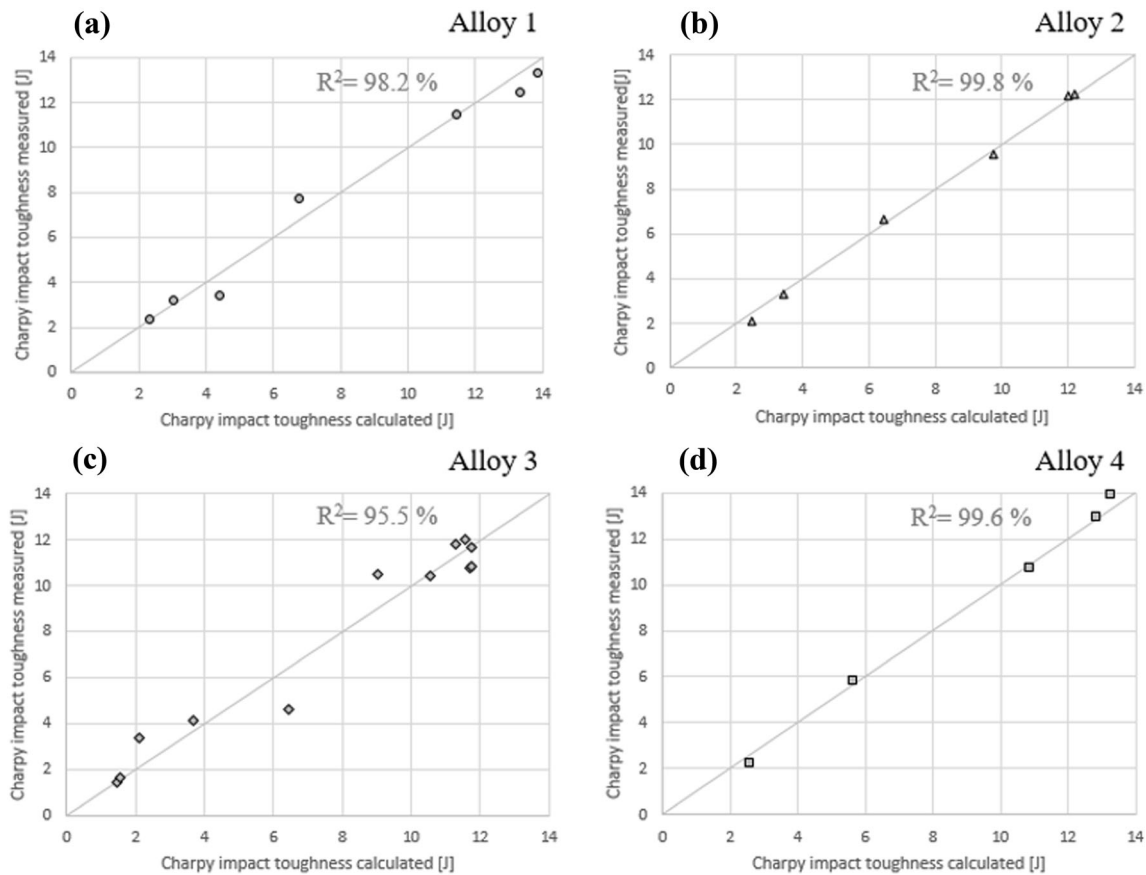 (a)
Alloy 1
R²= 98.2 %
Charpy impact toughness measured [J]
14
12
10
8
6
4
2
0
0 2 4 6 8 10 12 14
Charpy impact toughness calculated [J]
(b)
Alloy 2
R²= 99.8 %
Charpy impact toughness measured[J]
14
12
10
8
6
4
2
0
0 2 4 6 8 10 12 14
Charpy impact toughness calculated [J]
(c)
Alloy 3
R²= 95.5 %
Charpy impact toughness measured [J]
14
12
10
8
6
4
2
0
0 2 4 6 8 10 12 14
Charpy impact toughness calculated [J]
(d)
Alloy 4
R²= 99.6 %
Charpy impact toughness measured [J]
14
12
10
8
6
4
2
0
0 2 4 6 8 10 12 14
Charpy impact toughness calculated [J]